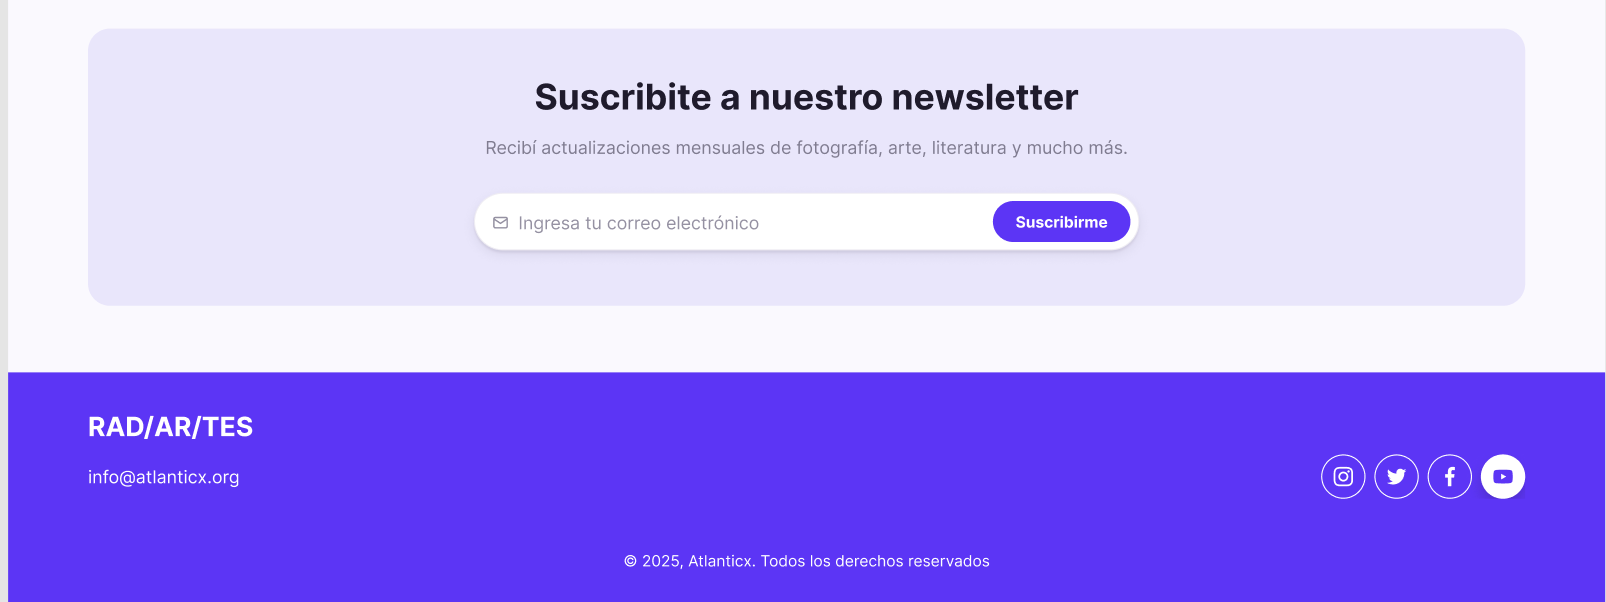 Suscribite a nuestro newsletter
Recibí actualizaciones mensuales de fotografía, arte, literatura y mucho más.
Ingresa tu correo electrónico
Suscribirme
RAD/AR/TES
info@atlanticx.org
© 2025, Atlanticx. Todos los derechos reservados